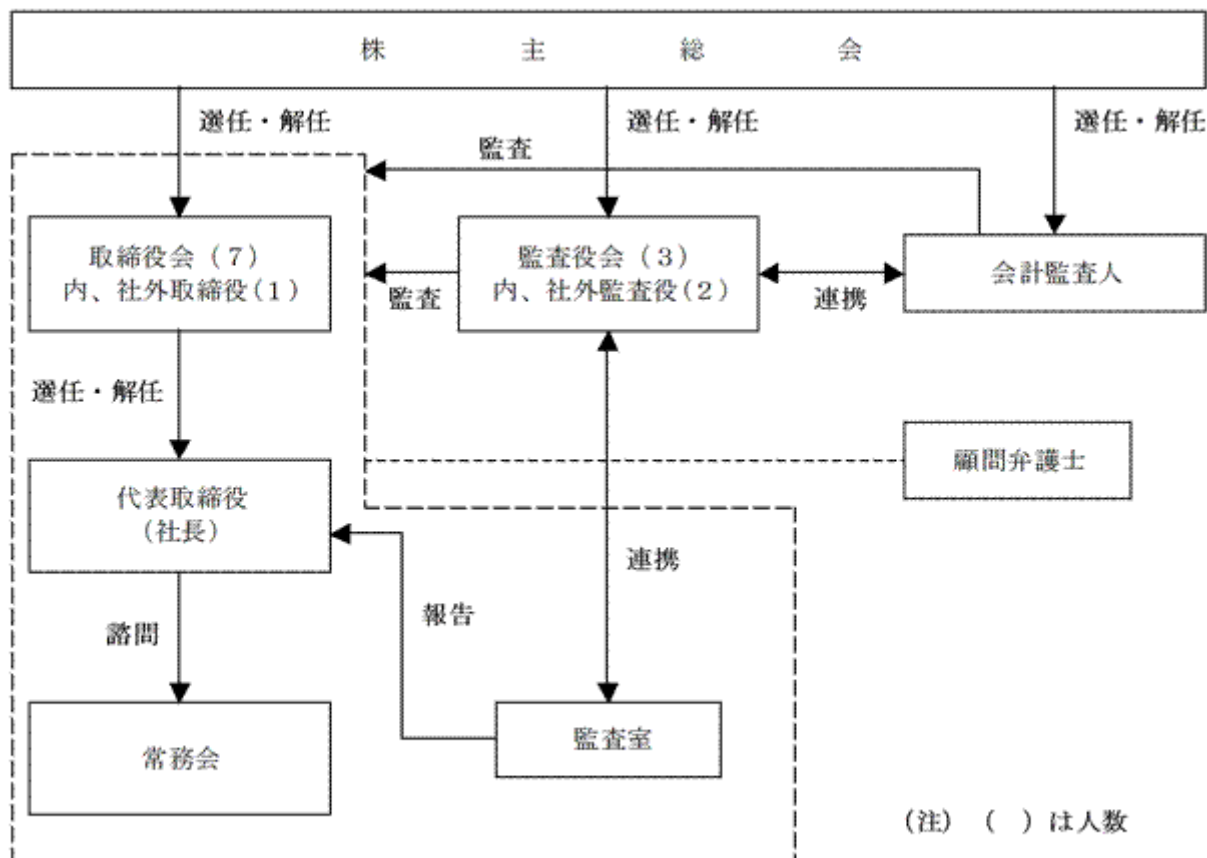 株主総会
選任・解任
選任・解任
選任・解任
監査
取締役会（7）
内、社外取締役(1)
監査役会（3）
内、社外監査役(2)
会計監査人
監査
連携
選任・解任
顧問弁護士
代表取締役
(社長)
連携
報告
諮問
常務会
監査室
(注)（　）は人数